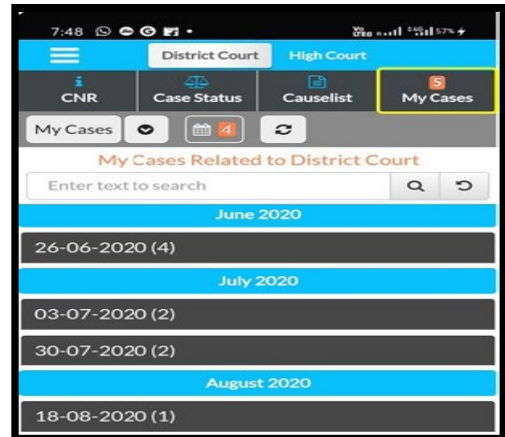 7:48
57%
District Court High Court
5
CNR Case Status Causelist My Cases
My Cases 4
My Cases Related to District Court
Enter text to search
June 2020
26-06-2020 (4)
July 2020
03-07-2020 (2)
30-07-2020 (2)
August 2020
18-08-2020 (1)